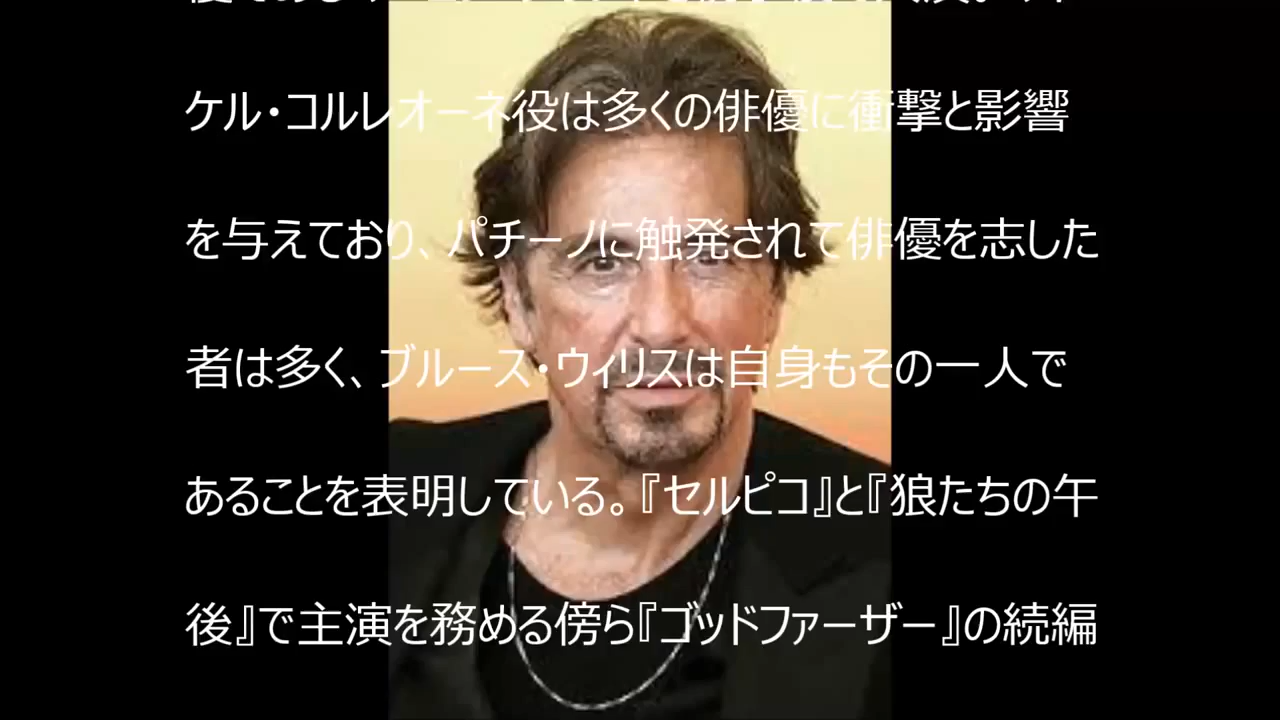 ケル・コルレオーネ役は多くの俳優に衝撃と影響
を与えており、パチーノに触発されて俳優を志した
者は多く、ブルース・ウィリスは自身もその一人で
あることを表明している。『セルピコ』と『狼たちの午
後』で主演を務める傍ら『ゴッドファーザー』の続編